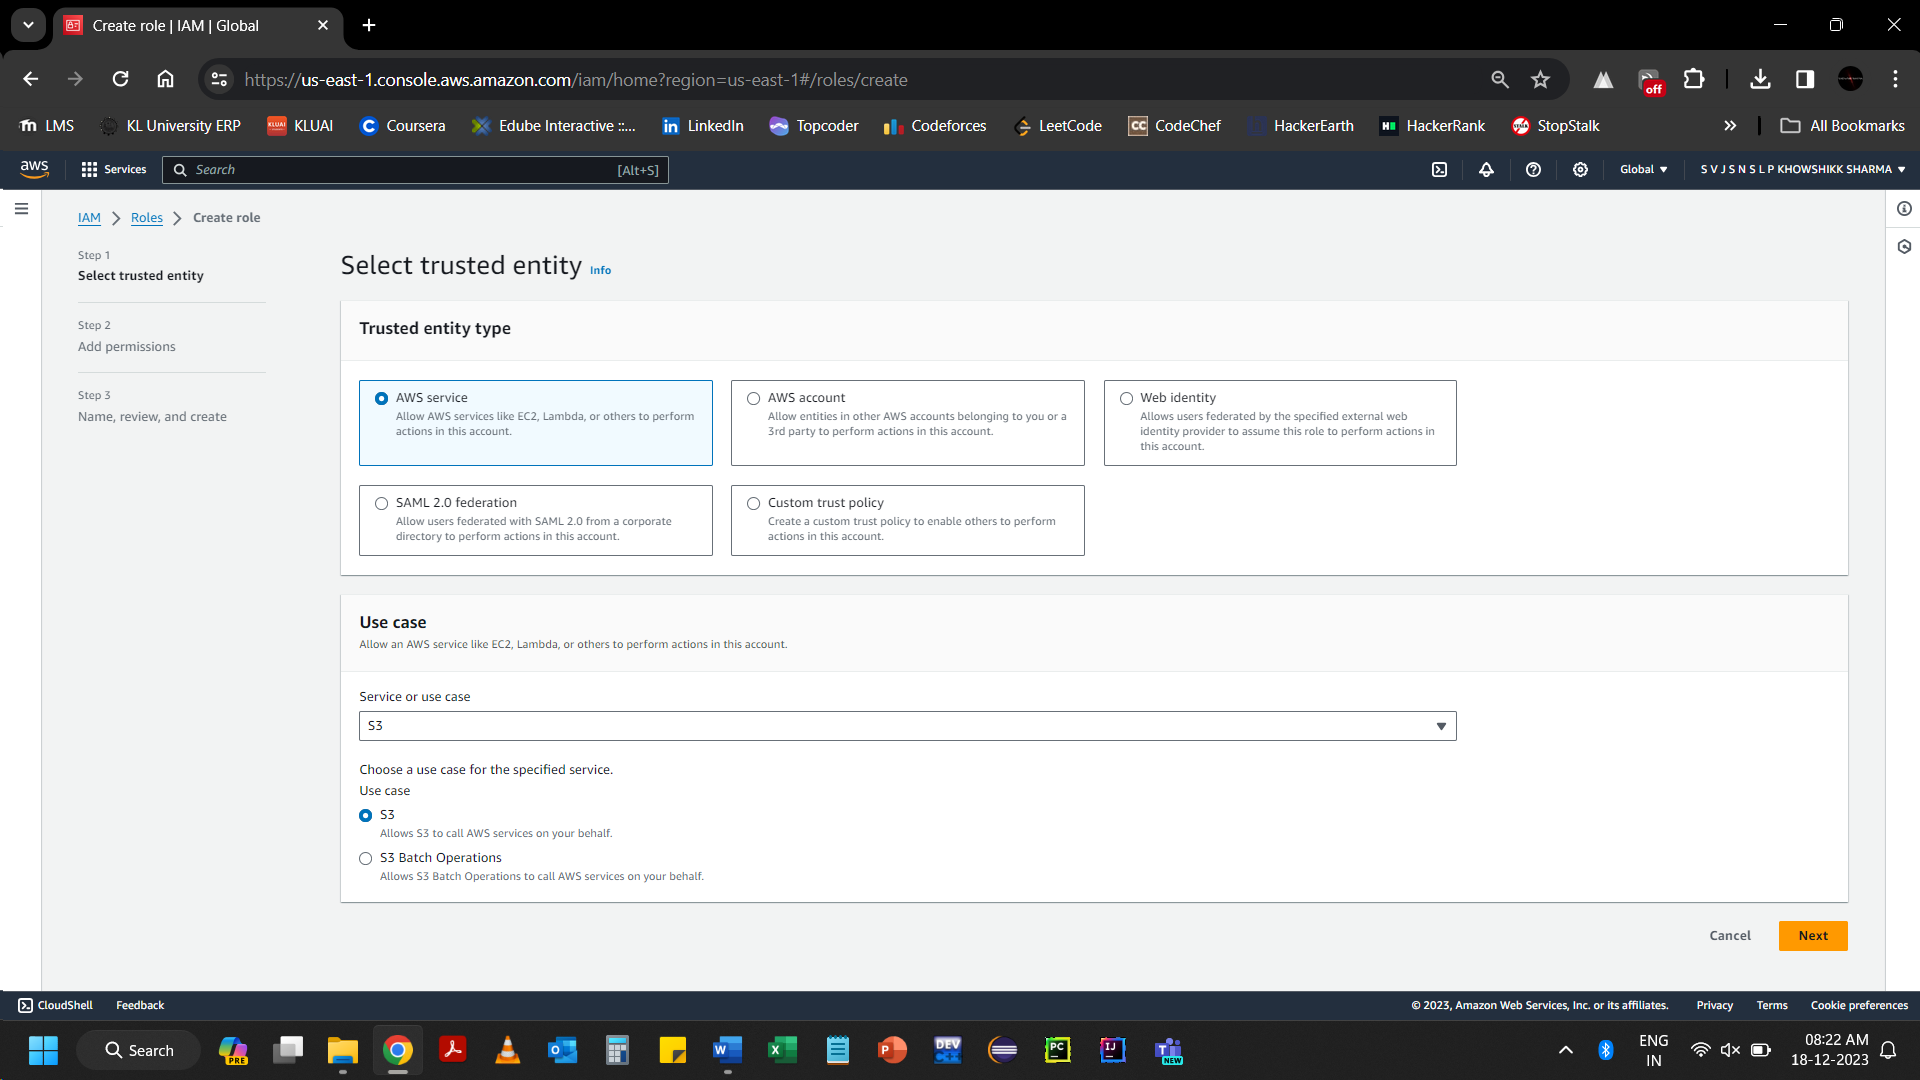 Create role | IAM | Global
https://us-east-1.console.aws.amazon.com/iam/home?region=us-east-1#/roles/create
off
LMS
KL University ERP
KLUAI
KLUAI
Coursera
Edube Interactive ::...
in LinkedIn
Topcoder
Codeforces
LeetCode
CC CodeChef
HackerEarth
HackerRank
StopStalk
All Bookmarks
aws
Services
Search
[Alt+S]
Global
S V J S N S L P KHOWSHIKK SHARMA
IAM
Roles
Create role
Step 1
Select trusted entity
Step 2
Add permissions
Step 3
Name, review, and create
Select trusted entity Info
Trusted entity type
AWS service
Allow AWS services like EC2, Lambda, or others to perform
actions in this account.
AWS account
Allow entities in other AWS accounts belonging to you or a
3rd party to perform actions in this account.
Web identity
Allows users federated by the specified external web
identity provider to assume this role to perform actions in
this account.
SAML 2.0 federation
Allow users federated with SAML 2.0 from a corporate
directory to perform actions in this account.
Custom trust policy
Create a custom trust policy to enable others to perform
actions in this account.
Use case
Allow an AWS service like EC2, Lambda, or others to perform actions in this account.
Service or use case
S3
Choose a use case for the specified service.
Use case
S3
Allows S3 to call AWS services on your behalf.
S3 Batch Operations
Allows S3 Batch Operations to call AWS services on your behalf.
Cancel
Next
CloudShell
Feedback
© 2023, Amazon Web Services, Inc. or its affiliates.
Privacy
Terms
Cookie preferences
Search
PRE
DEV
PC
IJ
NEW
ENG
IN
08:22 AM
18-12-2023